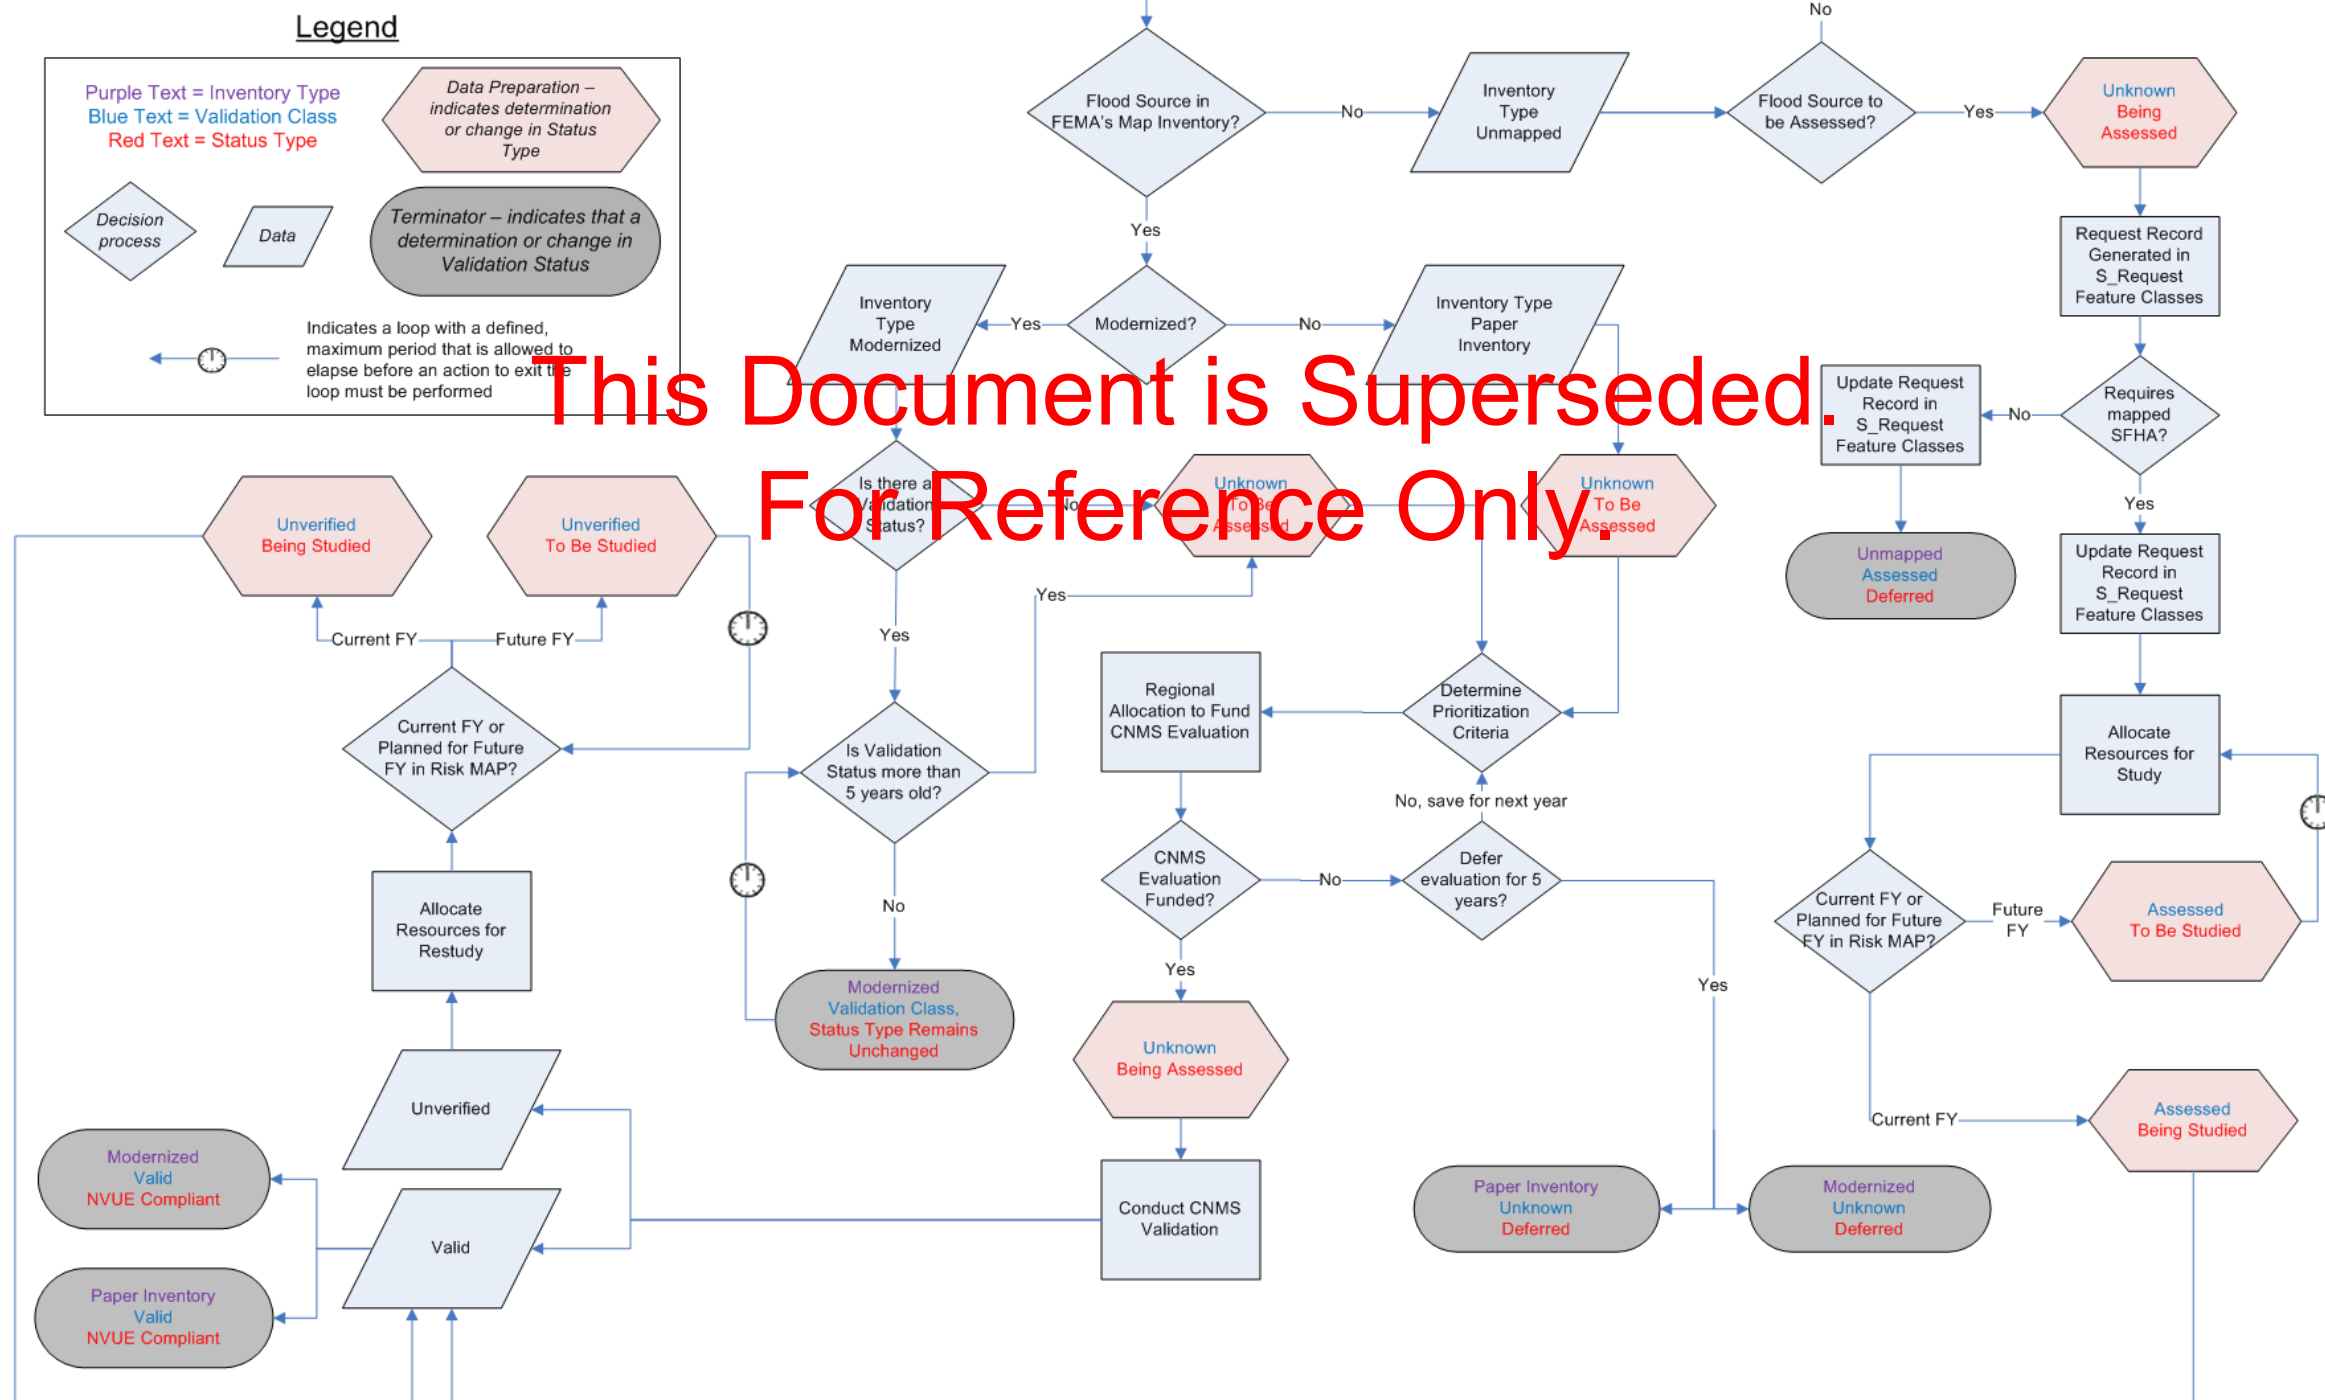 Legend
Purple Text = Inventory Type
Blue Text = Validation Class
Red Text = Status Type
Data Preparation –
indicates determination
or change in Status
Type
Decision
process
Data
Terminator – indicates that a
determination or change in
Validation Status
Indicates a loop with a defined,
maximum period that is allowed to
elapse before an action to exit the
loop must be performed
Flood Source in
FEMA's Map Inventory?
No
Inventory
Type
Unmapped
No
Flood Source to
be Assessed?
Yes
Unknown
Being
Assessed
Yes
Request Record
Generated in
S_Request
Feature Classes
Inventory
Type
Modernized
Yes
Modernized?
No
Inventory Type
Paper
Inventory
This Document is Superseded.
For Reference Only.
Update Request
Record in
S_Request
Feature Classes
No
Requires
mapped
SFHA?
Yes
Unverified
Being Studied
Unverified
To Be Studied
Is there a
Validation
Status?
No
Unknown
To Be
Assessed
Unknown
To Be
Assessed
Unmapped
Assessed
Deferred
Update Request
Record in
S_Request
Feature Classes
Current FY
Future FY
Yes
Yes
Current FY or
Planned for Future
FY in Risk MAP?
Is Validation
Status more than
5 years old?
Regional
Allocation to Fund
CNMS Evaluation
Determine
Prioritization
Criteria
Allocate
Resources for
Study
No, save for next year
CNMS
Evaluation
Funded?
No
Defer
evaluation for 5
years?
Current FY or
Planned for Future
FY in Risk MAP?
Future
FY
Assessed
To Be Studied
Allocate
Resources for
Restudy
No
Yes
Yes
Modernized
Validation Class,
Status Type Remains
Unchanged
Unknown
Being Assessed
Unverified
Current FY
Assessed
Being Studied
Modernized
Valid
NVUE Compliant
Valid
Conduct CNMS
Validation
Paper Inventory
Unknown
Deferred
Modernized
Unknown
Deferred
Paper Inventory
Valid
NVUE Compliant